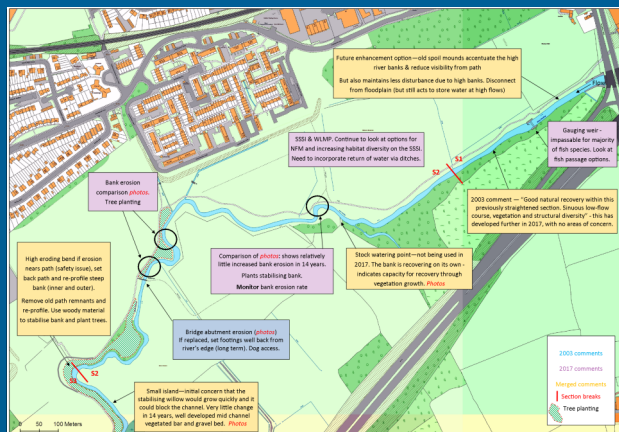 Future enhancement option—old spoil mounds accentuate the high
river banks & reduce visibility from path
But also maintains less disturbance due to high banks. Disconnect
from floodplain (but still acts to store water at high flows)
Flow
SSSI & WLMP. Continue to look at options for
NFM and increasing habitat diversity on the SSSI.
Need to incorporate return of water via ditches.
Gauging weir -
impassable for majority
of fish species. Look at
fish passage options.
S1
S2
Bank erosion
comparison photos.
Tree planting
2003 comment — "Good natural recovery within this
previously straightened section. Sinuous low-flow
course, vegetation and structural diversity" - this has
developed further in 2017, with no areas of concern.
High eroding bend if erosion
nears path (safety issue), set
back path and re-profile steep
bank (inner and outer).
Remove old path remnants and
re-profile. Use woody material
to stabilise bank and plant trees.
Comparison of photos: shows relatively
little increased bank erosion in 14 years.
Plants stabilising bank.
Monitor bank erosion rate
Stock watering point—not being used in
2017. The bank is recovering on its own -
indicates capacity for recovery through
vegetation growth. Photos
Bridge abutment erosion (photos)
If replaced, set footings well back from
river's edge (long term). Dog access.
S2
S3
Small island—initial concern that the
stabilising willow would grow quickly and it
could block the channel. Very little change
in 14 years, well developed mid channel
vegetated bar and gravel bed. Photos
2003 comments
2017 comments
Merged comments
Section breaks
Tree planting
0 50 100 Meters